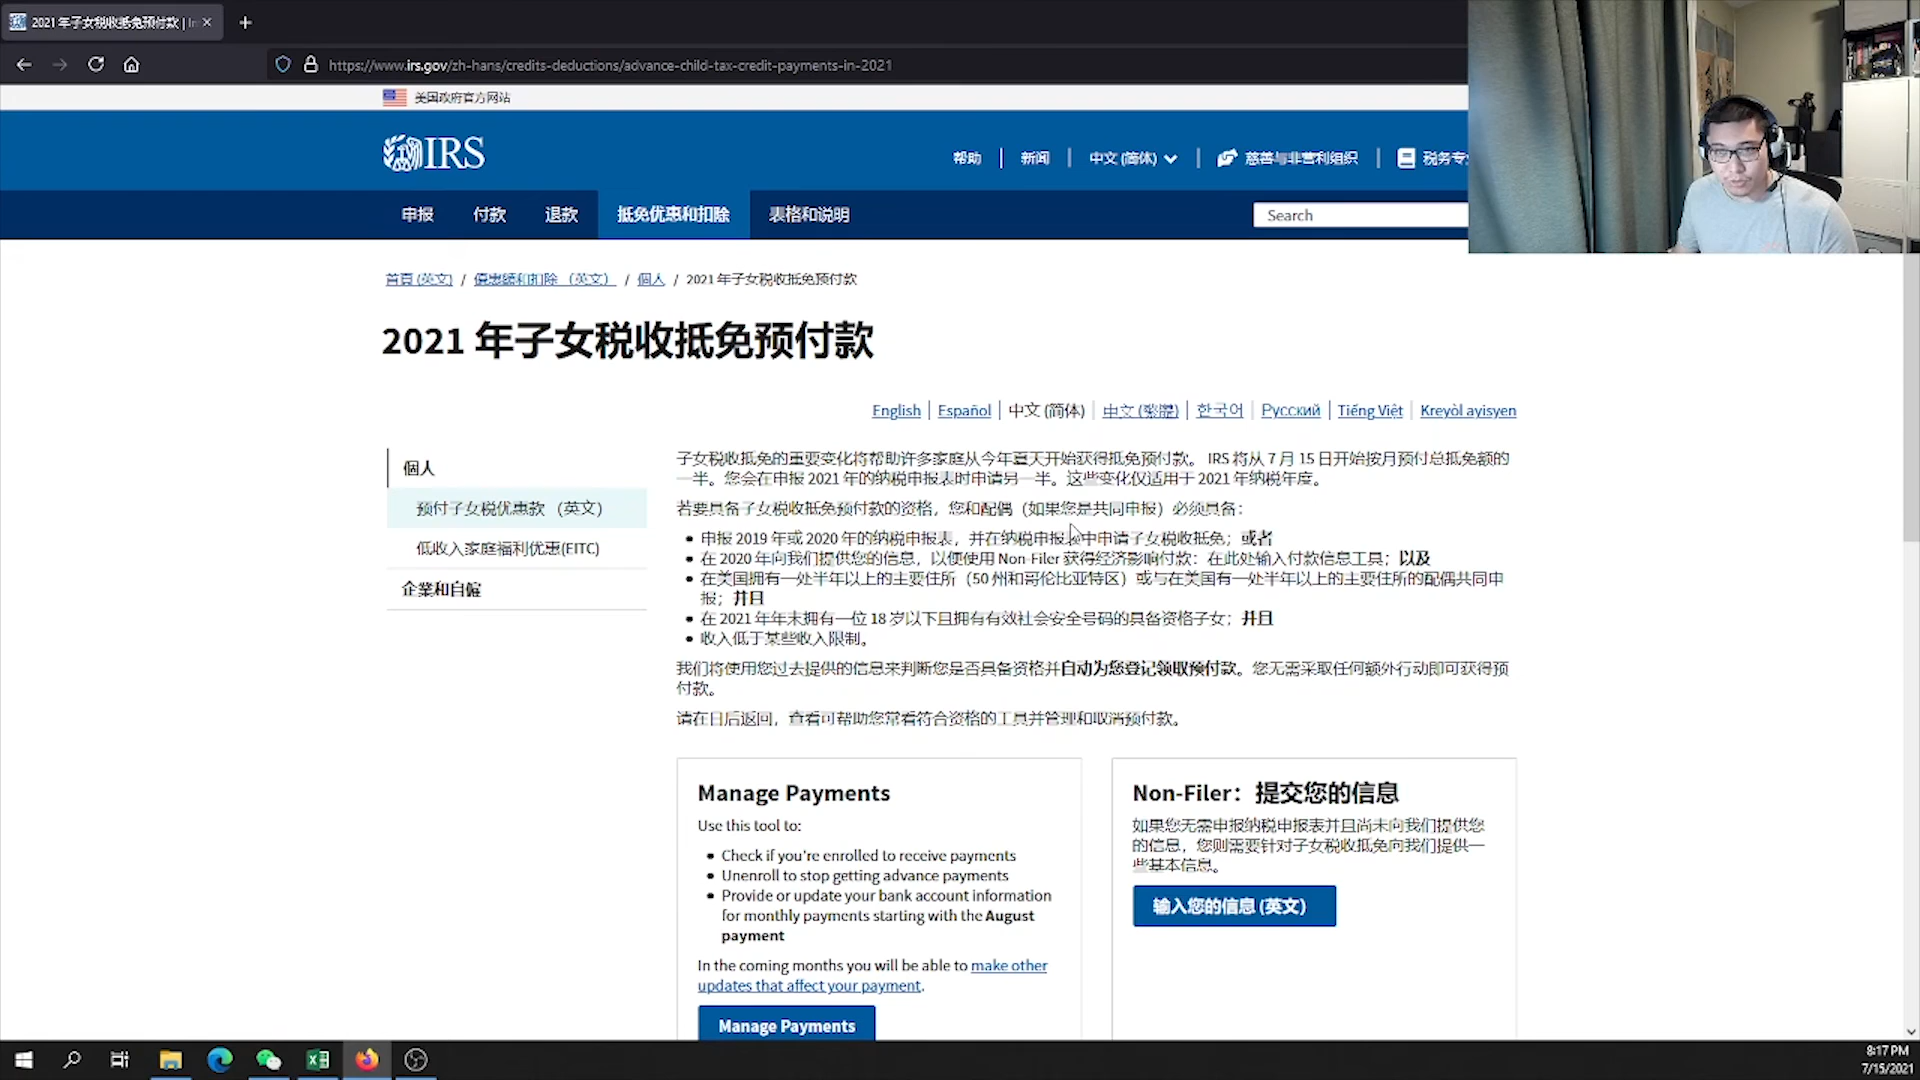 2021 年子女税收抵免预付款 |
https://www.irs.gov/zh-hans/credits-deductions/advance-child-tax-credit-payments-in-2021
美国政府官方网站
IRS
帮助
新闻
中文 (简体)
慈善与非营利组织
税务专
申报
付款
退款
抵免优惠和扣除
表格和说明
Search
首頁 (英文) / 優惠額和扣除 (英文) / 個人 / 2021 年子女税收抵免预付款
2021 年子女税收抵免预付款
English | Español | 中文 (简体) | 中文 (繁體) | 한국어 | Русский | Tiếng Việt | Kreyòl ayisyen
個人
预付子女税优惠款 (英文)
低收入家庭福利优惠(EITC)
企業和自僱
子女税收抵免的重要变化将帮助许多家庭从今年夏天开始获得抵免预付款。 IRS 将从 7 月 15 日开始按月预付总抵免额的
一半。您会在申报 2021 年的纳税申报表时申请另一半。这些变化仅适用于 2021 年纳税年度。
若要具备子女税收抵免预付款的资格，您和配偶（如果您是共同申报）必须具备：
申报 2019 年或 2020 年的纳税申报表，并在纳税申报表中申请子女税收抵免；或者
在 2020 年向我们提供您的信息，以便使用 Non-Filer 获得经济影响付款：在此处输入付款信息工具；以及
在美国拥有一处半年以上的主要住所（50 州和哥伦比亚特区）或与在美国有一处半年以上的主要住所的配偶共同申
报；并且
在 2021 年年末拥有一位 18 岁以下且拥有有效社会安全号码的具备资格子女；并且
收入低于某些收入限制。
我们将使用您过去提供的信息来判断您是否具备资格并自动为您登记领取预付款。您无需采取任何额外行动即可获得预
付款。
请在日后返回，查看可帮助您常看符合资格的工具并管理和取消预付款。
Manage Payments
Use this tool to:
Check if you're enrolled to receive payments
Unenroll to stop getting advance payments
Provide or update your bank account information
for monthly payments starting with the August
payment
In the coming months you will be able to make other
updates that affect your payment.
Manage Payments
Non-Filer：提交您的信息
如果您无需申报纳税申报表并且尚未向我们提供您
的信息，您则需要针对子女税收抵免向我们提供一
些基本信息。
输入您的信息 (英文)
8:17 PM
7/15/2021